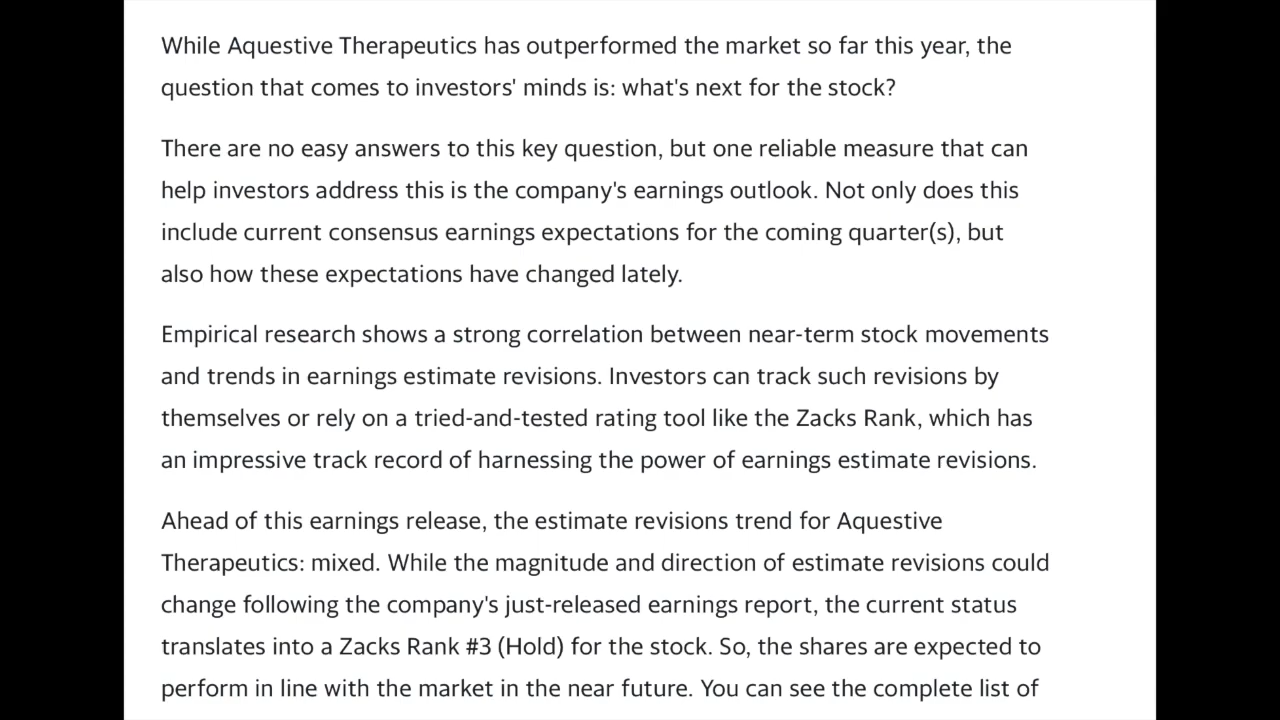 While Aquestive Therapeutics has outperformed the market so far this year, the
question that comes to investors' minds is: what's next for the stock?
There are no easy answers to this key question, but one reliable measure that can
help investors address this is the company's earnings outlook. Not only does this
include current consensus earnings expectations for the coming quarter(s), but
also how these expectations have changed lately.
Empirical research shows a strong correlation between near-term stock movements
and trends in earnings estimate revisions. Investors can track such revisions by
themselves or rely on a tried-and-tested rating tool like the Zacks Rank, which has
an impressive track record of harnessing the power of earnings estimate revisions.
Ahead of this earnings release, the estimate revisions trend for Aquestive
Therapeutics: mixed. While the magnitude and direction of estimate revisions could
change following the company's just-released earnings report, the current status
translates into a Zacks Rank #3 (Hold) for the stock. So, the shares are expected to
perform in line with the market in the near future. You can see the complete list of